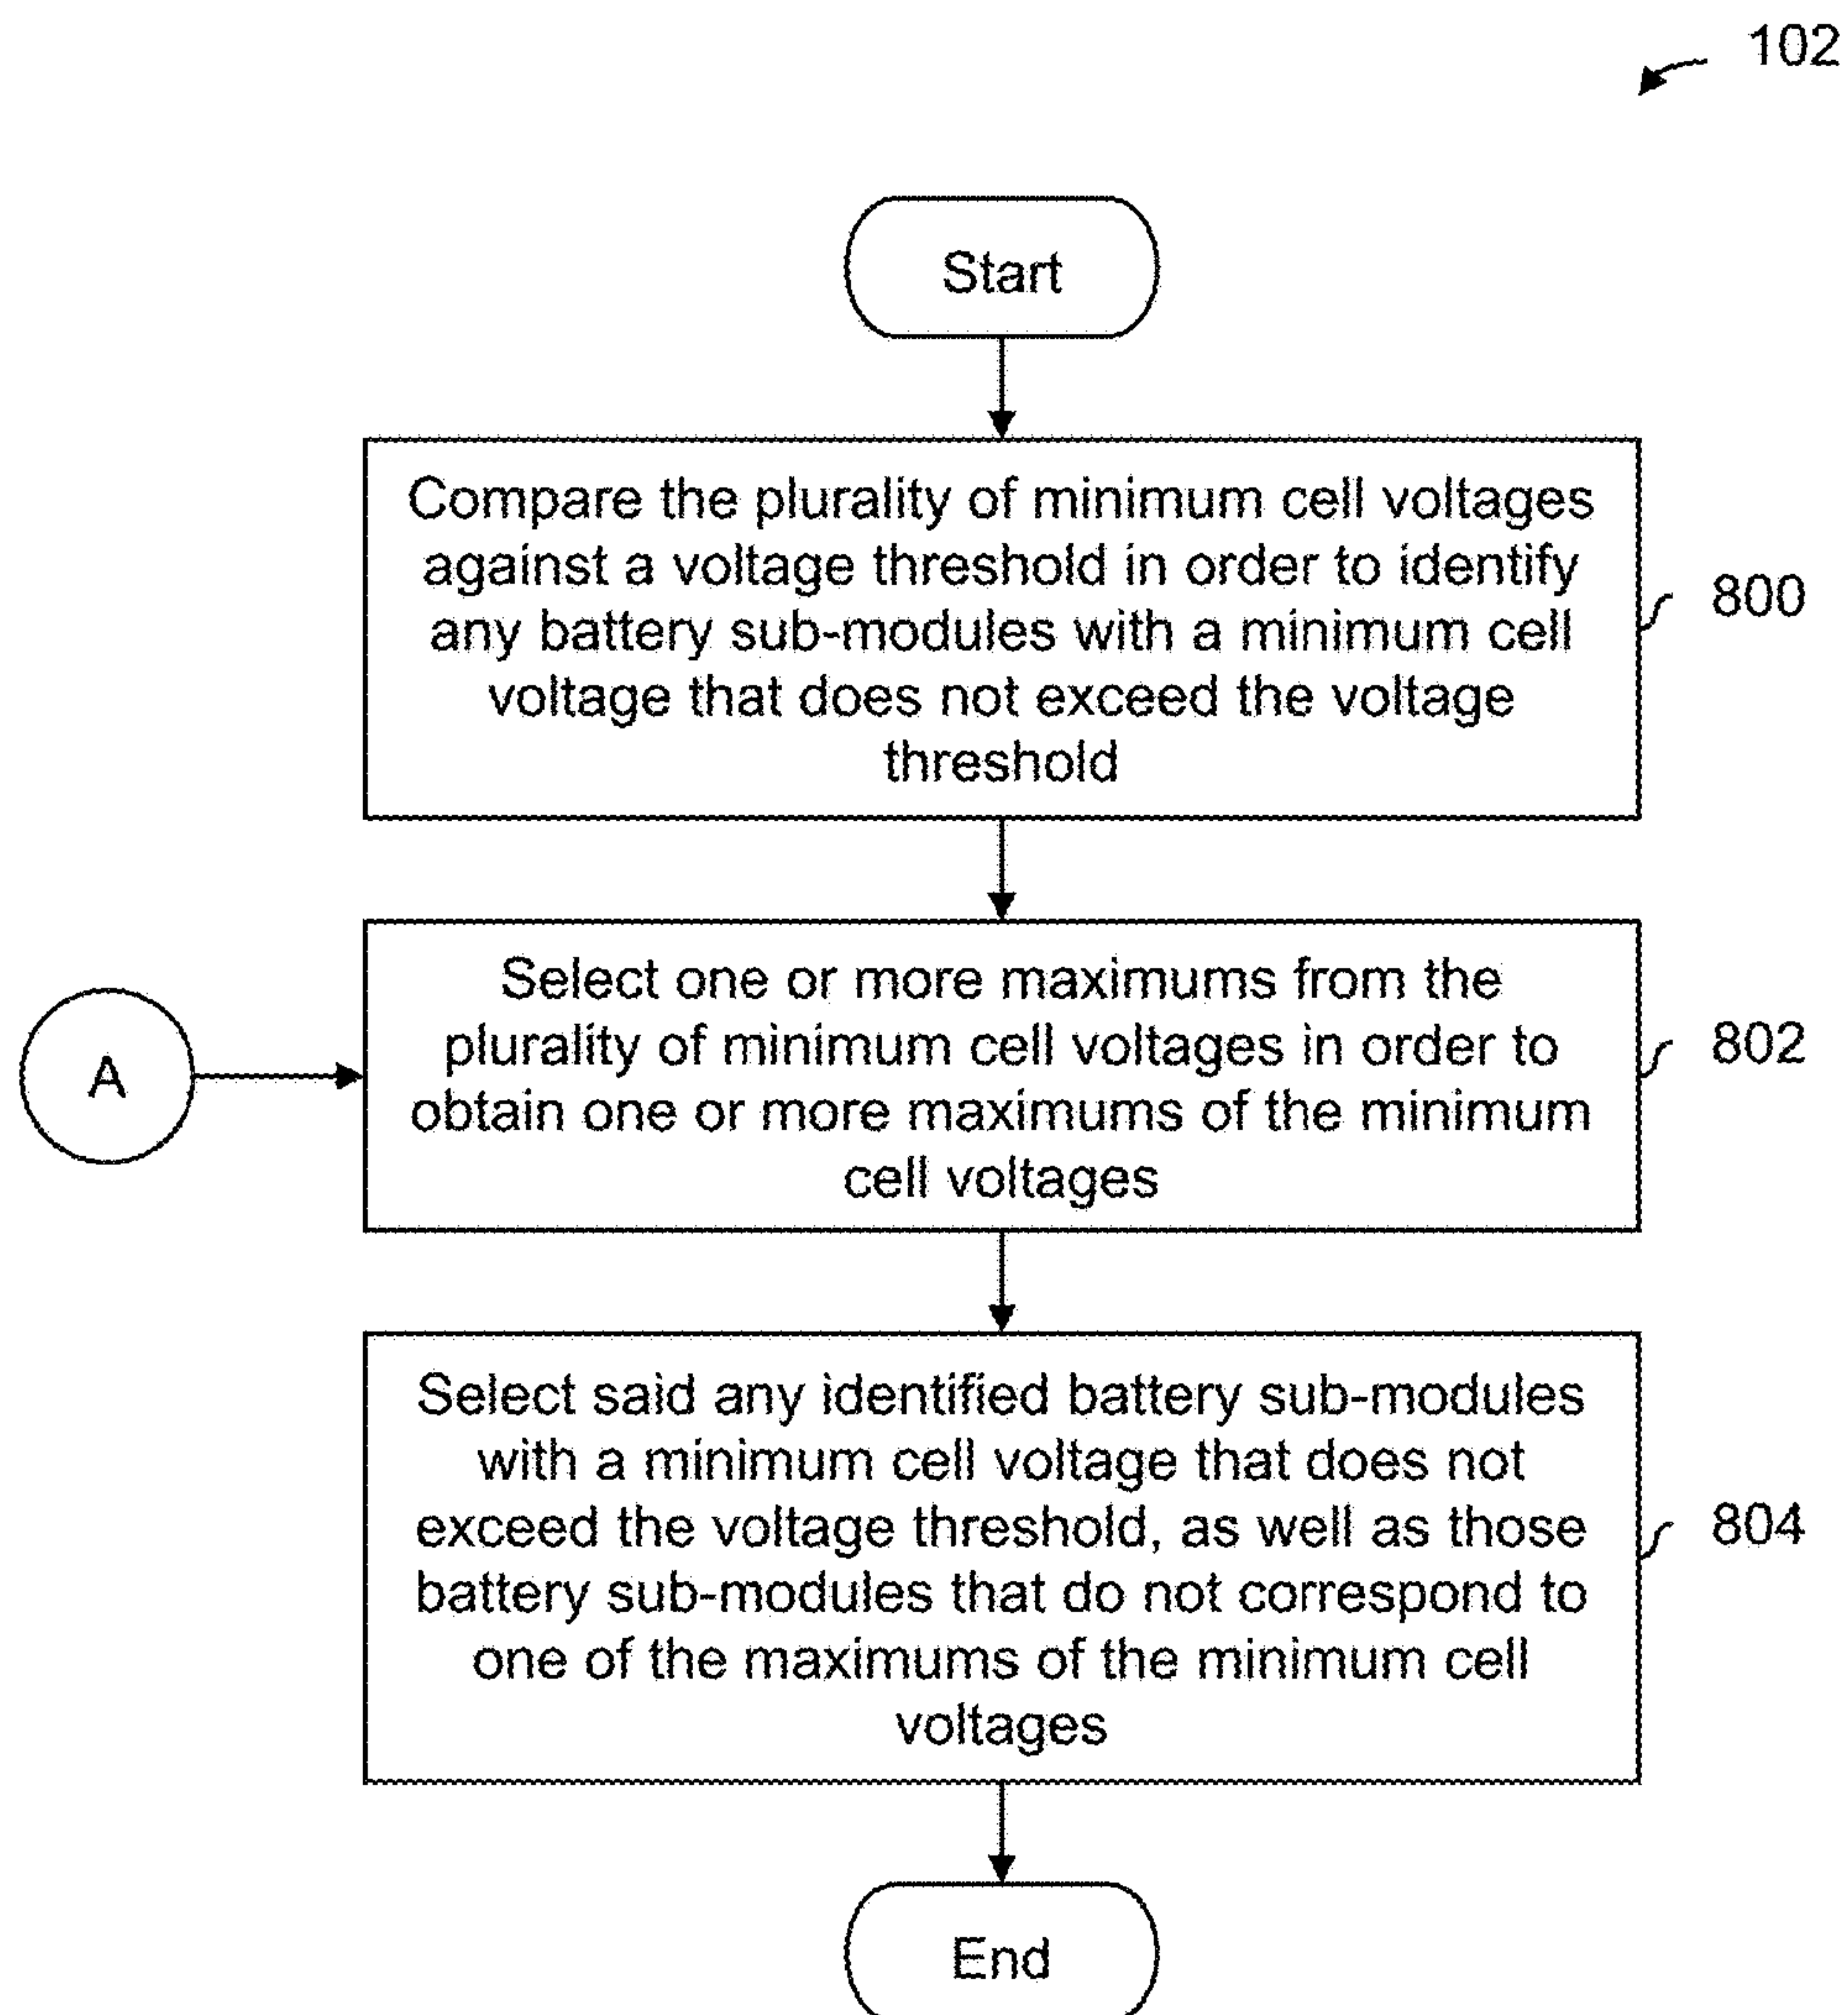 102
Start
Compare the plurality of minimum cell voltages
against a voltage threshold in order to identify
any battery sub-modules with a minimum cell
voltage that does not exceed the voltage
threshold
800
Select one or more maximums from the
plurality of minimum cell voltages in order to
obtain one or more maximums of the minimum
cell voltages
802
A
Select said any identified battery sub-modules
with a minimum cell voltage that does not
exceed the voltage threshold, as well as those
battery sub-modules that do not correspond to
one of the maximums of the minimum cell
voltages
804
End